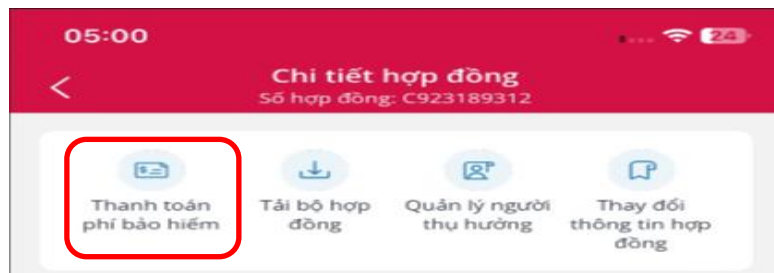 05:00
24
Chi tiết hợp đồng
Số hợp đồng: C923189312
Thanh toán
phí bảo hiểm
Tải bộ hợp
đồng
Quản lý người
thụ hưởng
Thay đổi
thông tin hợp
đồng